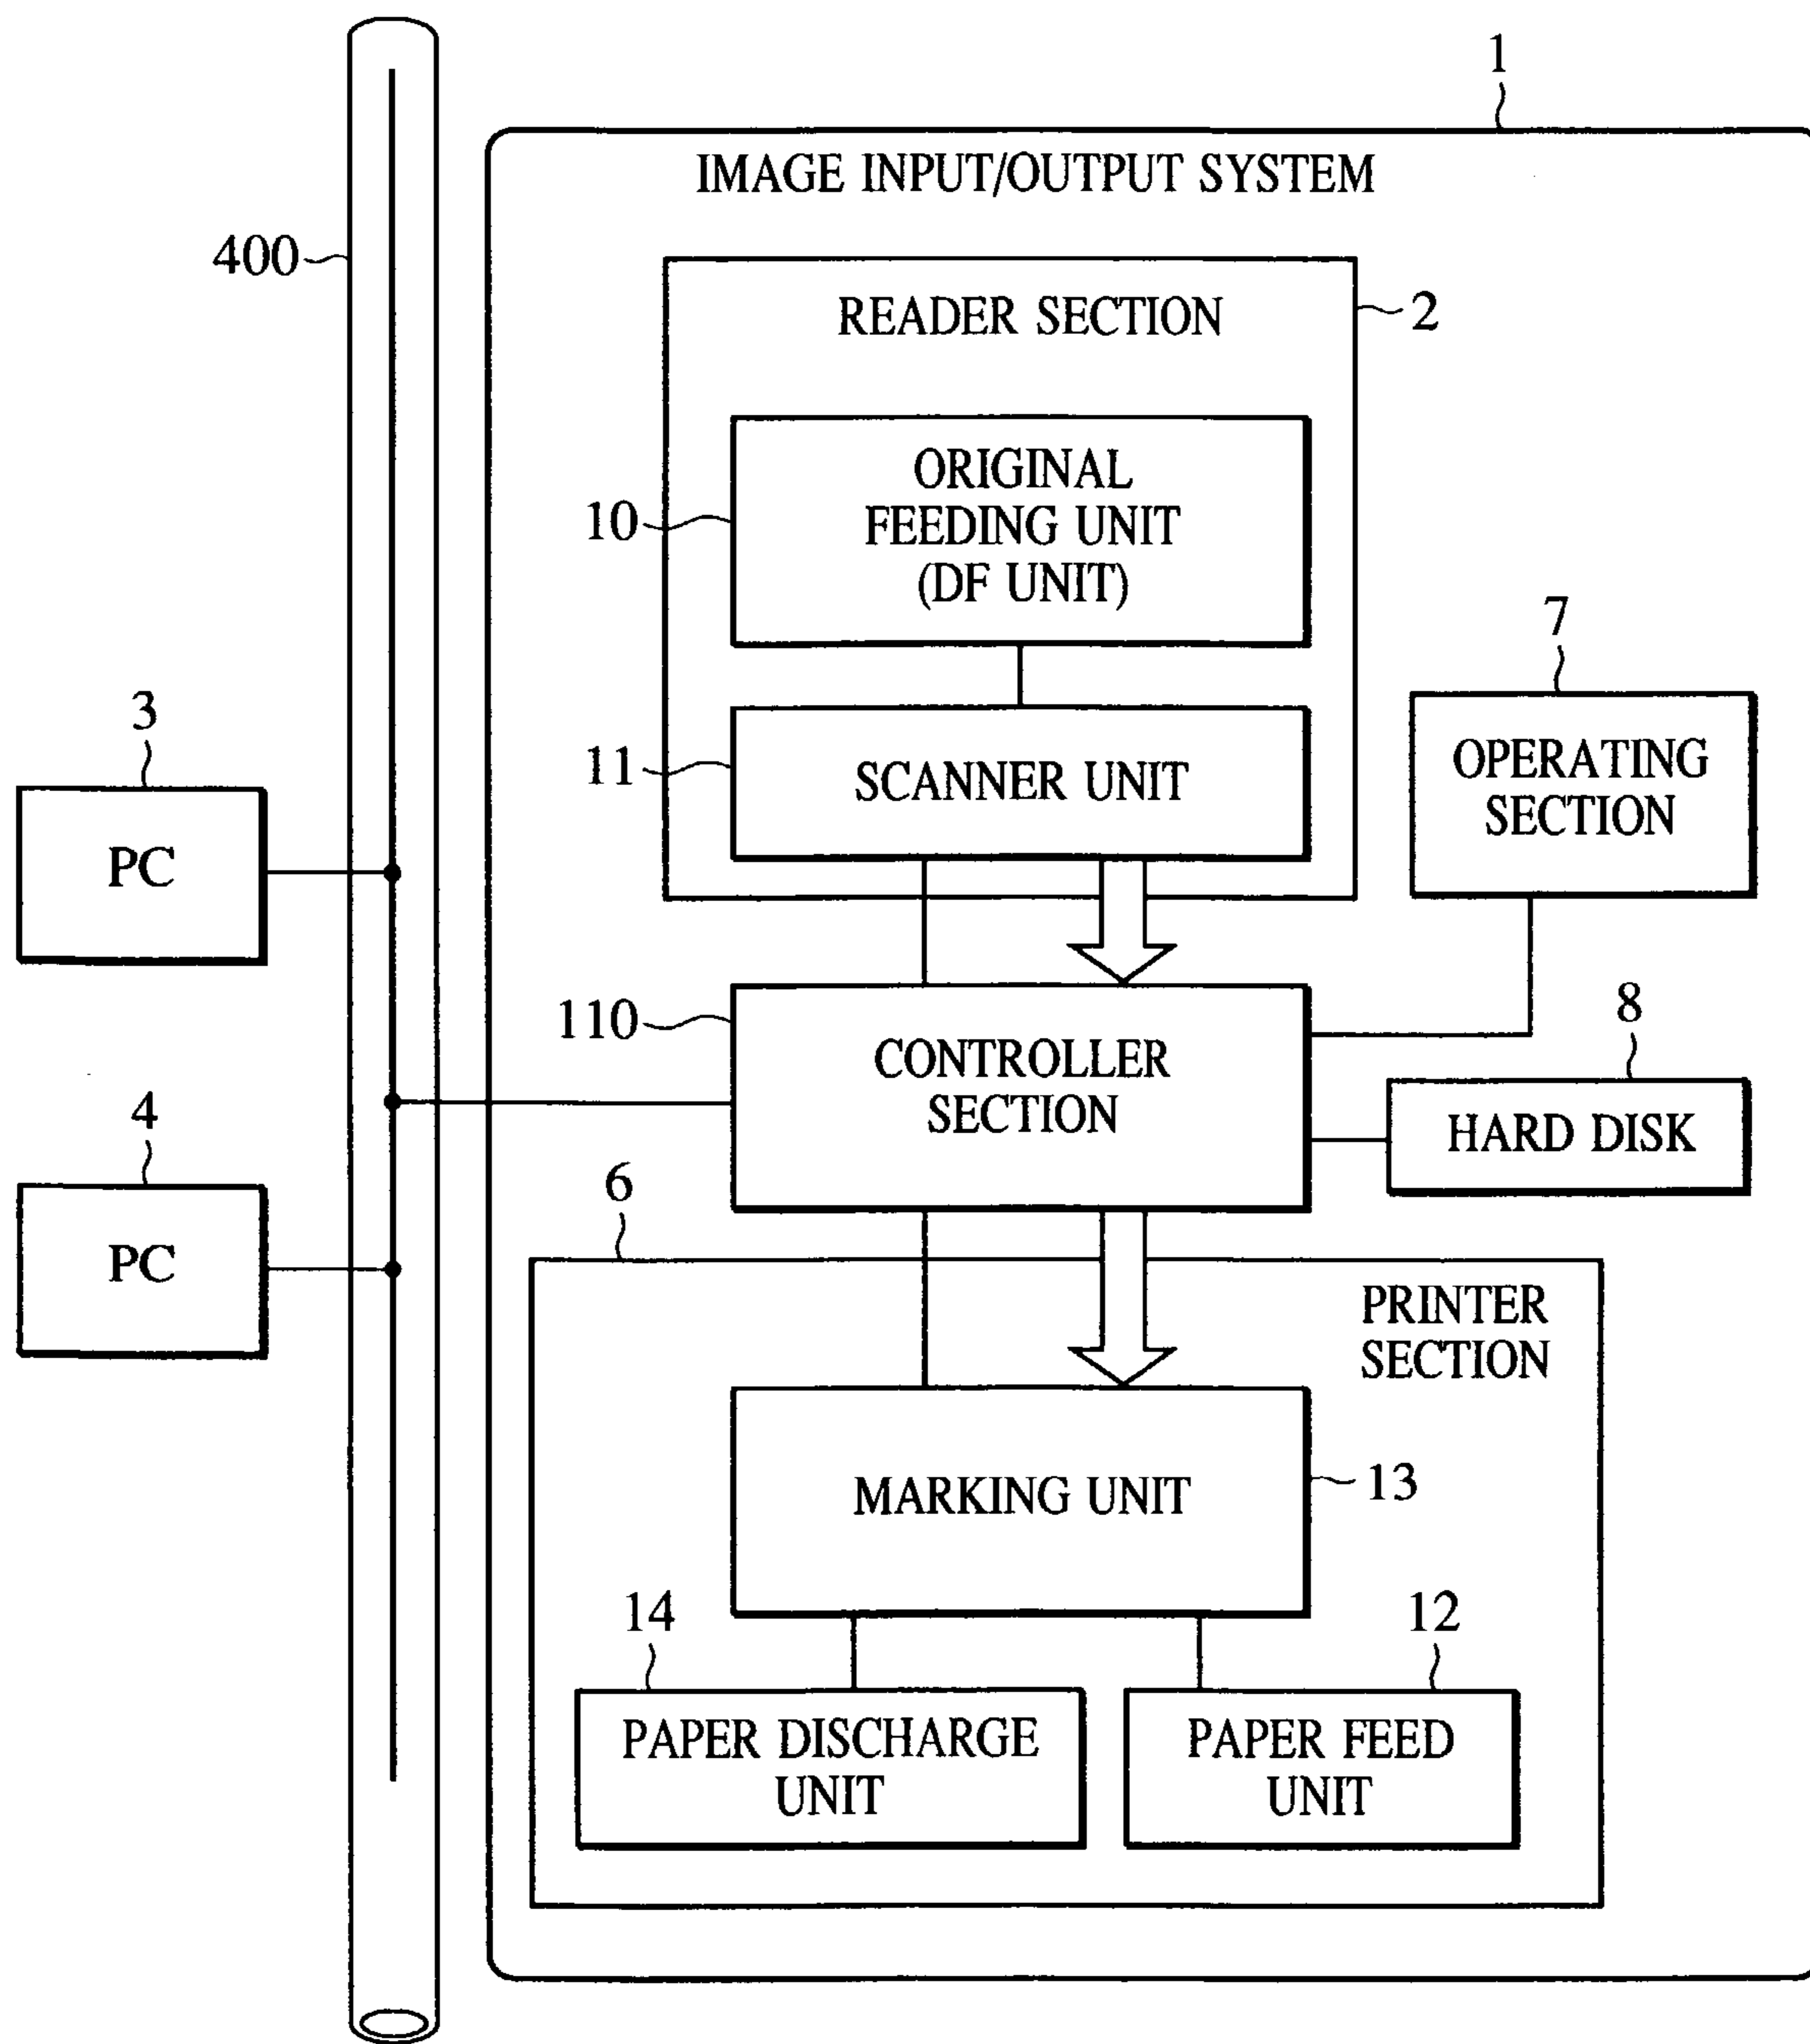 1
IMAGE INPUT/OUTPUT SYSTEM
400
READER SECTION
2
ORIGINAL
FEEDING UNIT
(DF UNIT)
10
7
SCANNER UNIT
11
OPERATING
SECTION
3
PC
110
CONTROLLER
SECTION
8
HARD DISK
4
PC
6
PRINTER
SECTION
MARKING UNIT
13
14
12
PAPER DISCHARGE
UNIT
PAPER FEED
UNIT